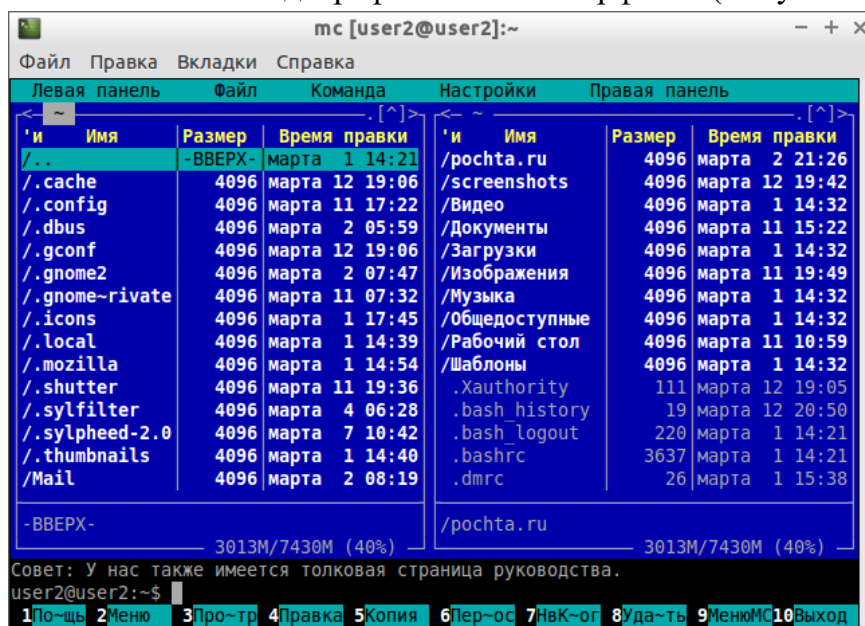 mc [user2@user2]:~
Файл Правка Вкладки Справка
Левая панель Файл Команда Настройки Правая панель
<— ~ .[^]> <— ~ .[^]>
'и Имя Размер Время правки 'и Имя Размер Время правки
/.. -ВВЕРХ- марта 1 14:21 /pochta.ru 4096 марта 2 21:26
/.cache 4096 марта 12 19:06 /screenshots 4096 марта 12 19:42
/.config 4096 марта 11 17:22 /Видео 4096 марта 1 14:32
/.dbus 4096 марта 2 05:59 /Документы 4096 марта 11 15:22
/.gconf 4096 марта 12 19:06 /Загрузки 4096 марта 1 14:32
/.gnome2 4096 марта 2 07:47 /Изображения 4096 марта 11 19:49
/.gnome~rivate 4096 марта 11 07:32 /Музыка 4096 марта 1 14:32
/.icons 4096 марта 1 17:45 /Общедоступные 4096 марта 1 14:32
/.local 4096 марта 1 14:39 /Рабочий стол 4096 марта 11 10:59
/.mozilla 4096 марта 1 14:54 /Шаблоны 4096 марта 1 14:32
/.shutter 4096 марта 11 19:36 .Xauthority 111 марта 12 19:05
/.sylfilter 4096 марта 4 06:28 .bash_history 19 марта 12 20:50
/.sylpheed-2.0 4096 марта 7 10:42 .bash_logout 220 марта 1 14:21
/.thumbnails 4096 марта 1 14:40 .bashrc 3637 марта 1 14:21
/Mail 4096 марта 2 08:19 .dmrc 26 марта 1 15:38
-ВВЕРХ- /pochta.ru
3013M/7430M (40%) 3013M/7430M (40%)
Совет: У нас также имеется толковая страница руководства.
user2@user2:~$
1По~щь 2Меню 3Про~тр 4Правка 5Копия 6Пер~ос 7НвК~ог 8Уда~ть 9МенюMC 10Выход